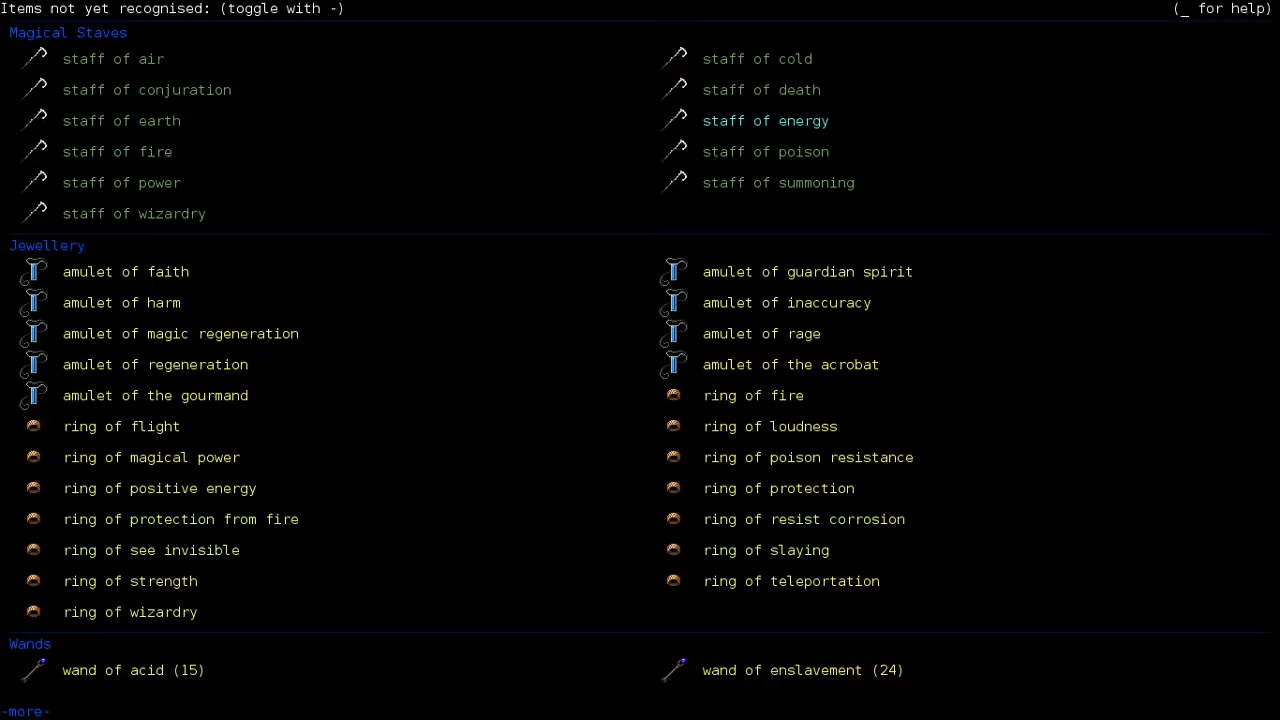 Items not yet recognised: (toggle with -) (_ for help)
Magical Staves
staff of air staff of cold
staff of conjuration staff of death
staff of earth staff of energy
staff of fire staff of poison
staff of power staff of summoning
staff of wizardry
Jewellery
amulet of faith amulet of guardian spirit
amulet of harm amulet of inaccuracy
amulet of magic regeneration amulet of rage
amulet of regeneration amulet of the acrobat
amulet of the gourmand ring of fire
ring of flight ring of loudness
ring of magical power ring of poison resistance
ring of positive energy ring of protection
ring of protection from fire ring of resist corrosion
ring of see invisible ring of slaying
ring of strength ring of teleportation
ring of wizardry
Wands
wand of acid (15) wand of enslavement (24)
-more-